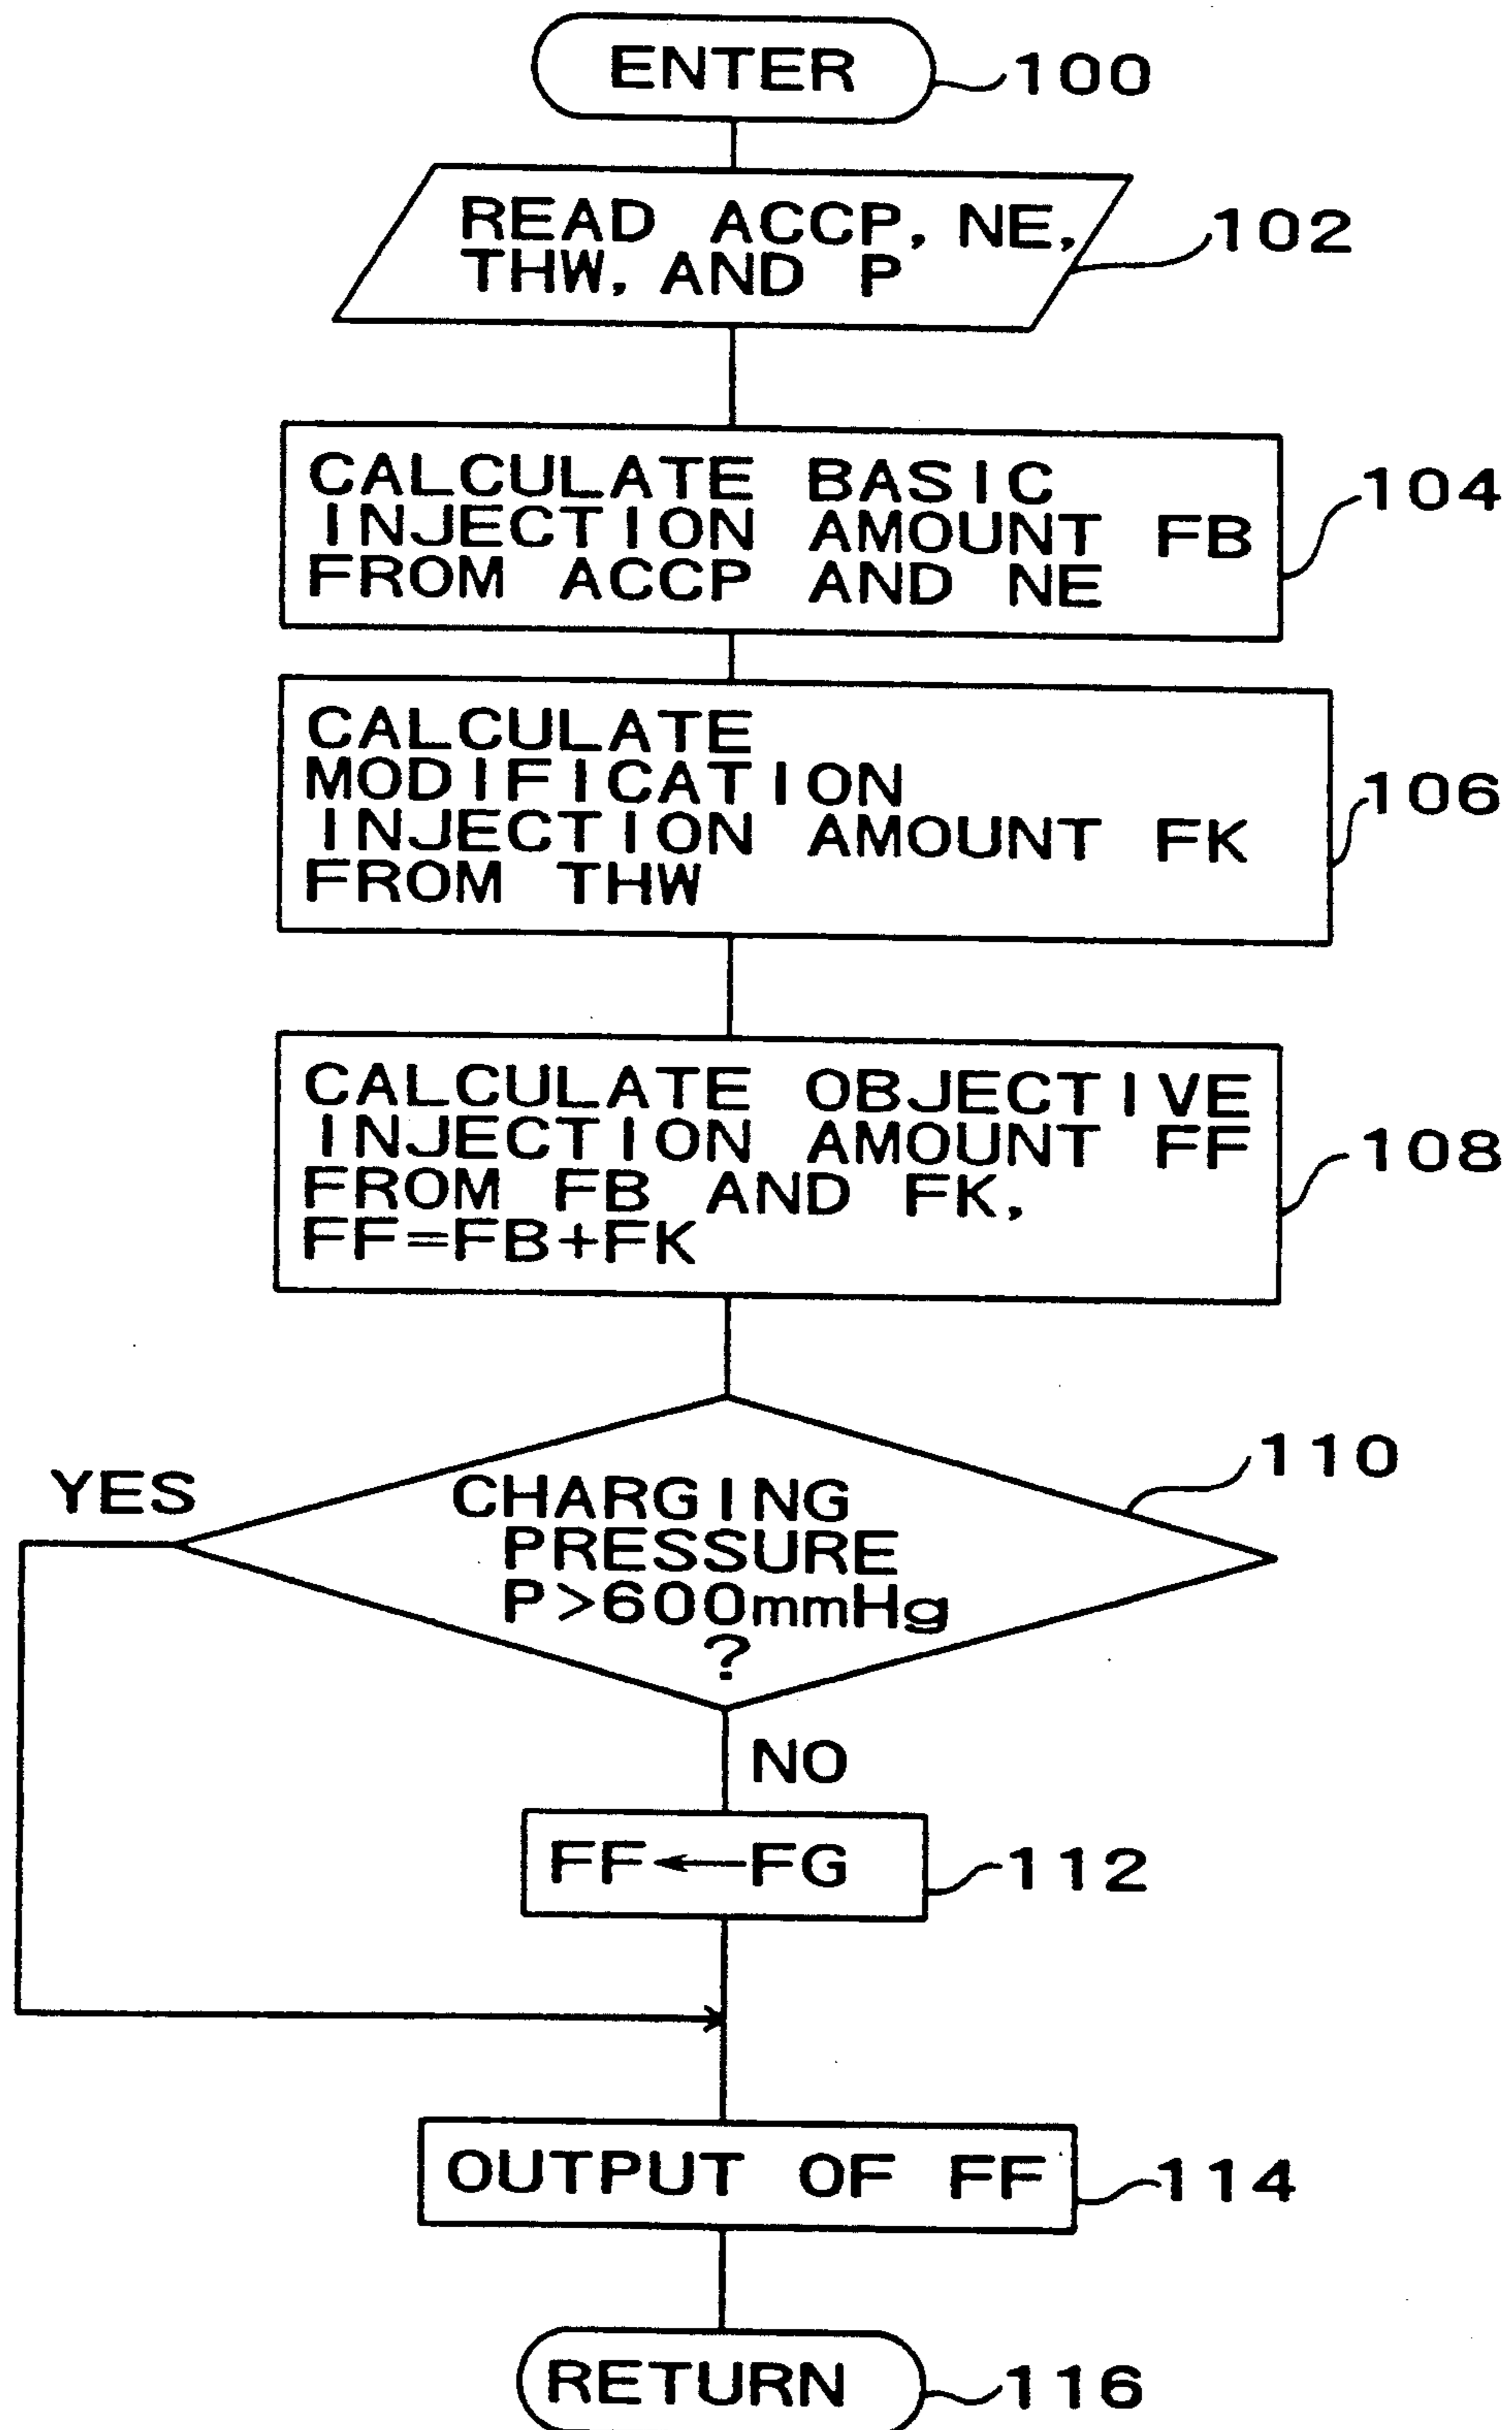 ENTER
100
READ ACCP, NE,
THW, AND P
102
CALCULATE BASIC
INJECTION AMOUNT FB
FROM ACCP AND NE
104
CALCULATE
MODIFICATION
INJECTION AMOUNT FK
FROM THW
106
CALCULATE OBJECTIVE
INJECTION AMOUNT FF
FROM FB AND FK,
FF=FB+FK
108
YES
CHARGING
PRESSURE
P>600mmHg
?
110
NO
FF←FG
112
OUTPUT OF FF
114
RETURN
116